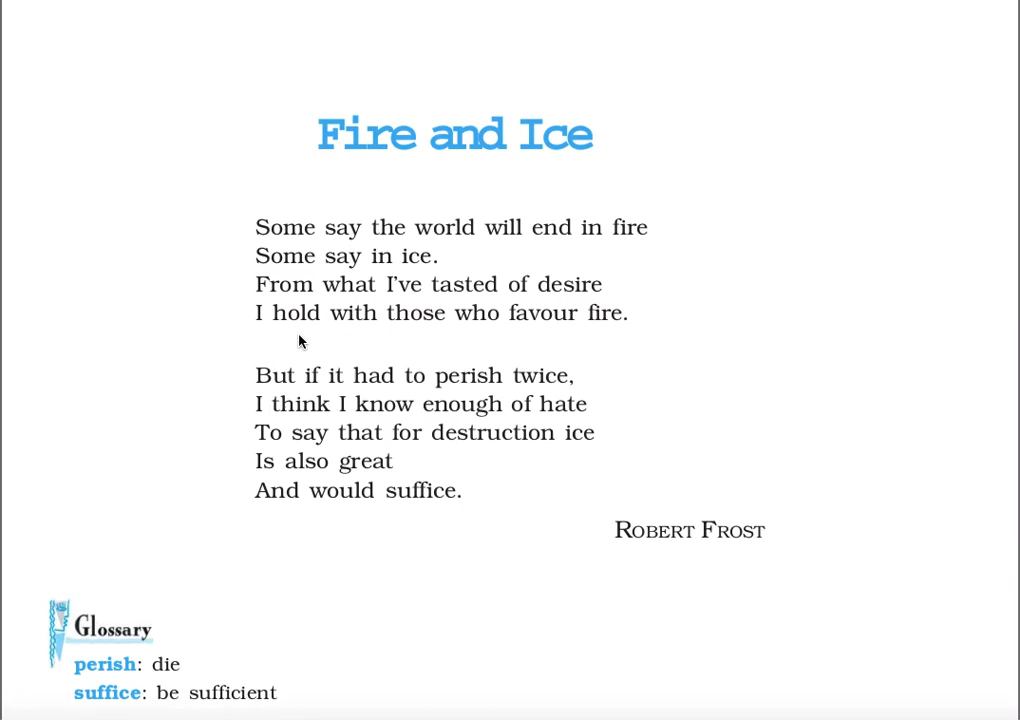 Fire and Ice
Some say the world will end in fire
Some say in ice.
From what I’ve tasted of desire
I hold with those who favour fire.
But if it had to perish twice,
I think I know enough of hate
To say that for destruction ice
Is also great
And would suffice.
ROBERT FROST
Glossary
perish: die
suffice: be sufficient